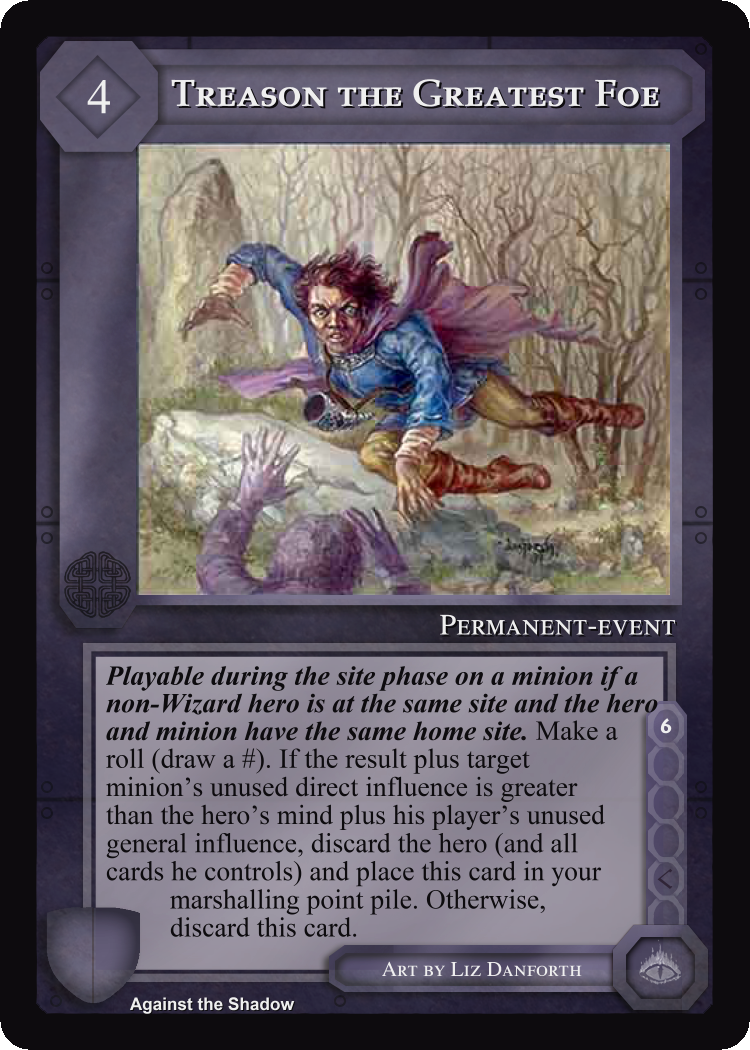 4
Treason the Greatest Foe
Permanent-event
Playable during the site phase on a minion if a
non-Wizard hero is at the same site and the hero
and minion have the same home site. Make a
roll (draw a #). If the result plus target
minion's unused direct influence is greater
than the hero's mind plus his player's unused
general influence, discard the hero (and all
cards he controls) and place this card in your
marshalling point pile. Otherwise,
discard this card.
6
<
Art by Liz Danforth
Against the Shadow